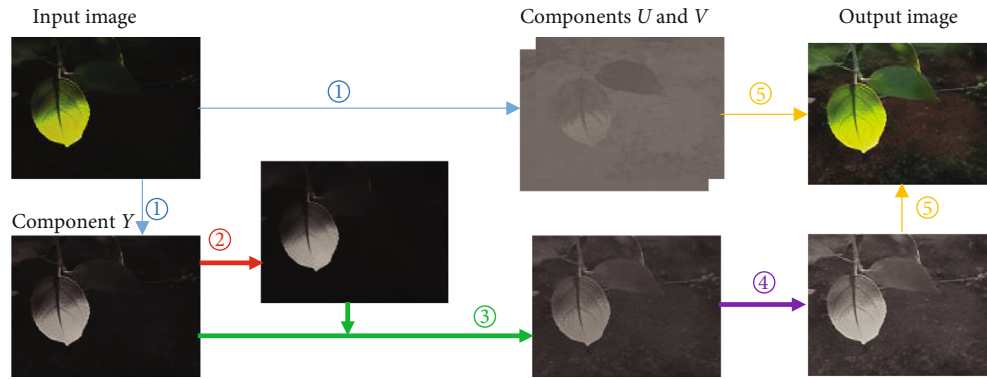 Input image
Components U and V
Output image
①
⑤
①
⑤
Component Y
②
③
④